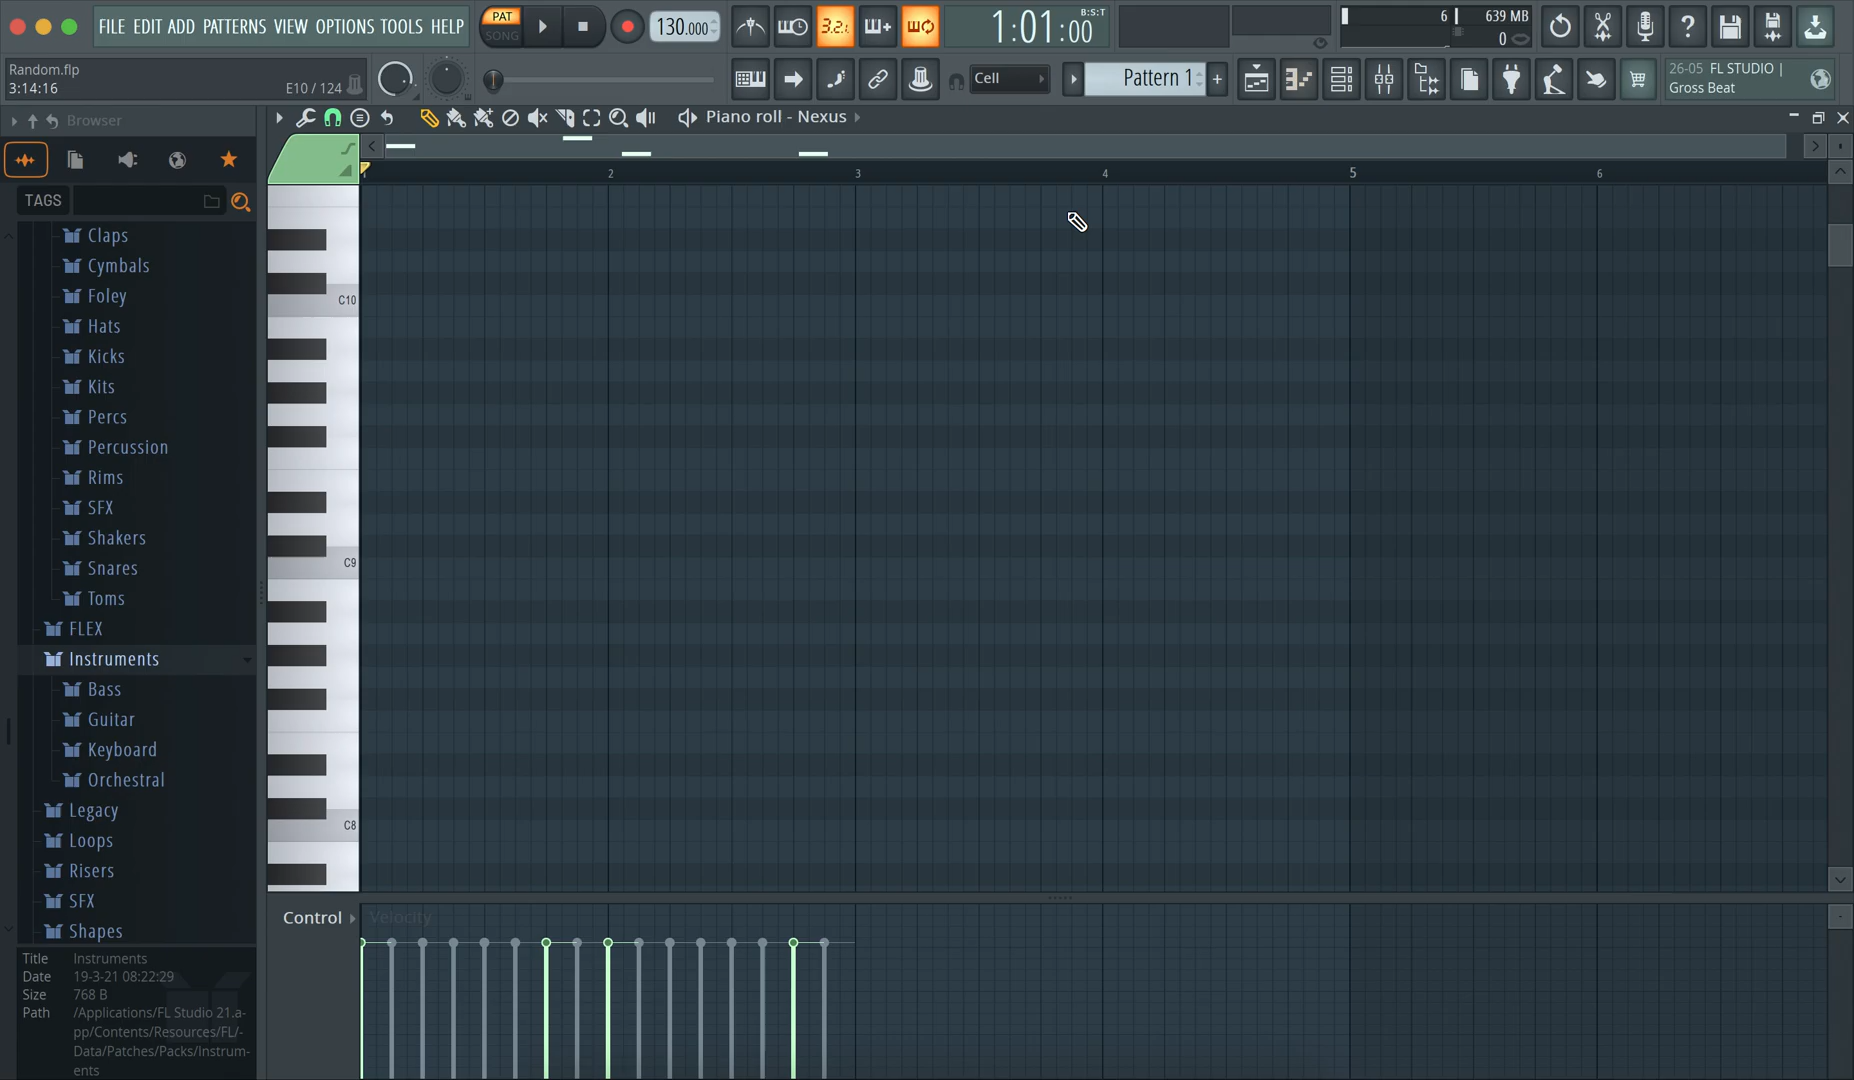 FILE EDIT ADD PATTERNS VIEW OPTIONS TOOLS HELP
PAT
SONG
130.000
3.2
1:01:00
B:S:T
6
639 MB
0
Random.flp
3:14:16
E10 / 124
Cell
Pattern 1
+
26-05 FL STUDIO |
Gross Beat
Browser
Piano roll - Nexus
TAGS
1 2 3 4 5 6
Claps
Cymbals
Foley
Hats
Kicks
Kits
Percs
Percussion
Rims
SFX
Shakers
Snares
Toms
FLEX
Instruments
Bass
Guitar
Keyboard
Orchestral
Legacy
Loops
Risers
SFX
Shapes
C10
C9
C8
Control
Velocity
Title Instruments
Date 19-3-21 08:22:29
Size 768 B
Path /Applications/FL Studio 21.a-
pp/Contents/Resources/FL/-
Data/Patches/Packs/Instrum-
ents